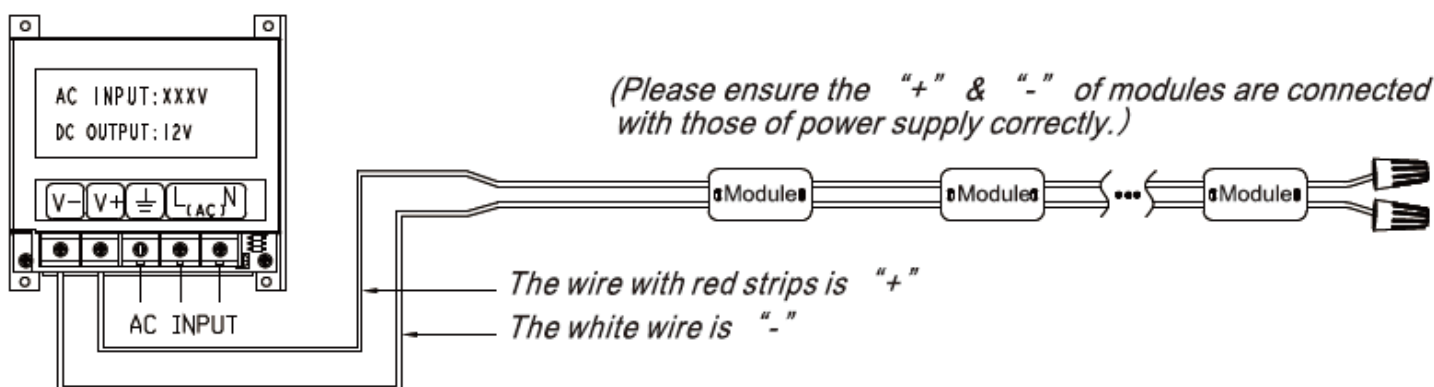 AC INPUT:XXXV
DC OUTPUT:12V
V- V+ L(AC)N
AC INPUT
(Please ensure the “+” & “-” of modules are connected
with those of power supply correctly.)
Module Module ••• Module
The wire with red strips is “+”
The white wire is “-”